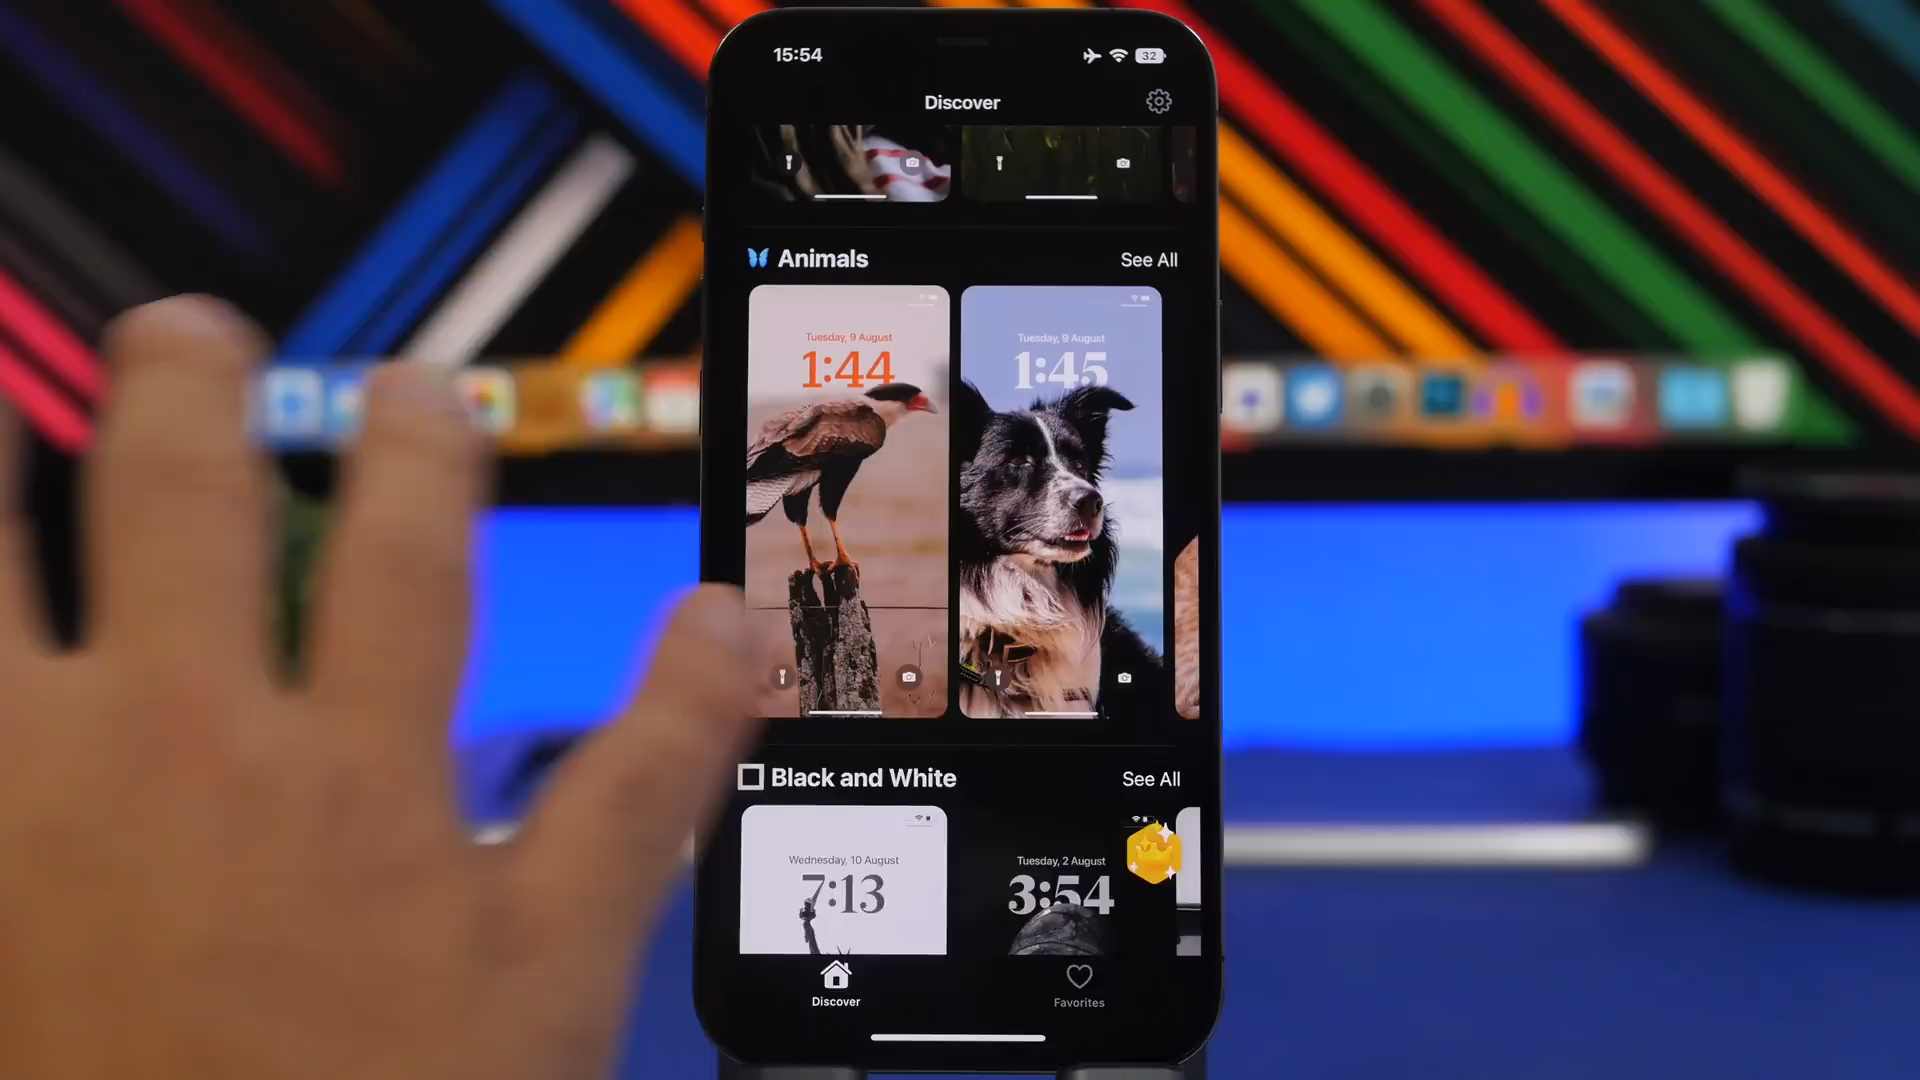 15:54
32
Discover
Animals
See All
Tuesday, 9 August
1:44
Tuesday, 9 August
1:45
Black and White
See All
Wednesday, 10 August
7:13
Tuesday, 2 August
3:54
Discover
Favorites